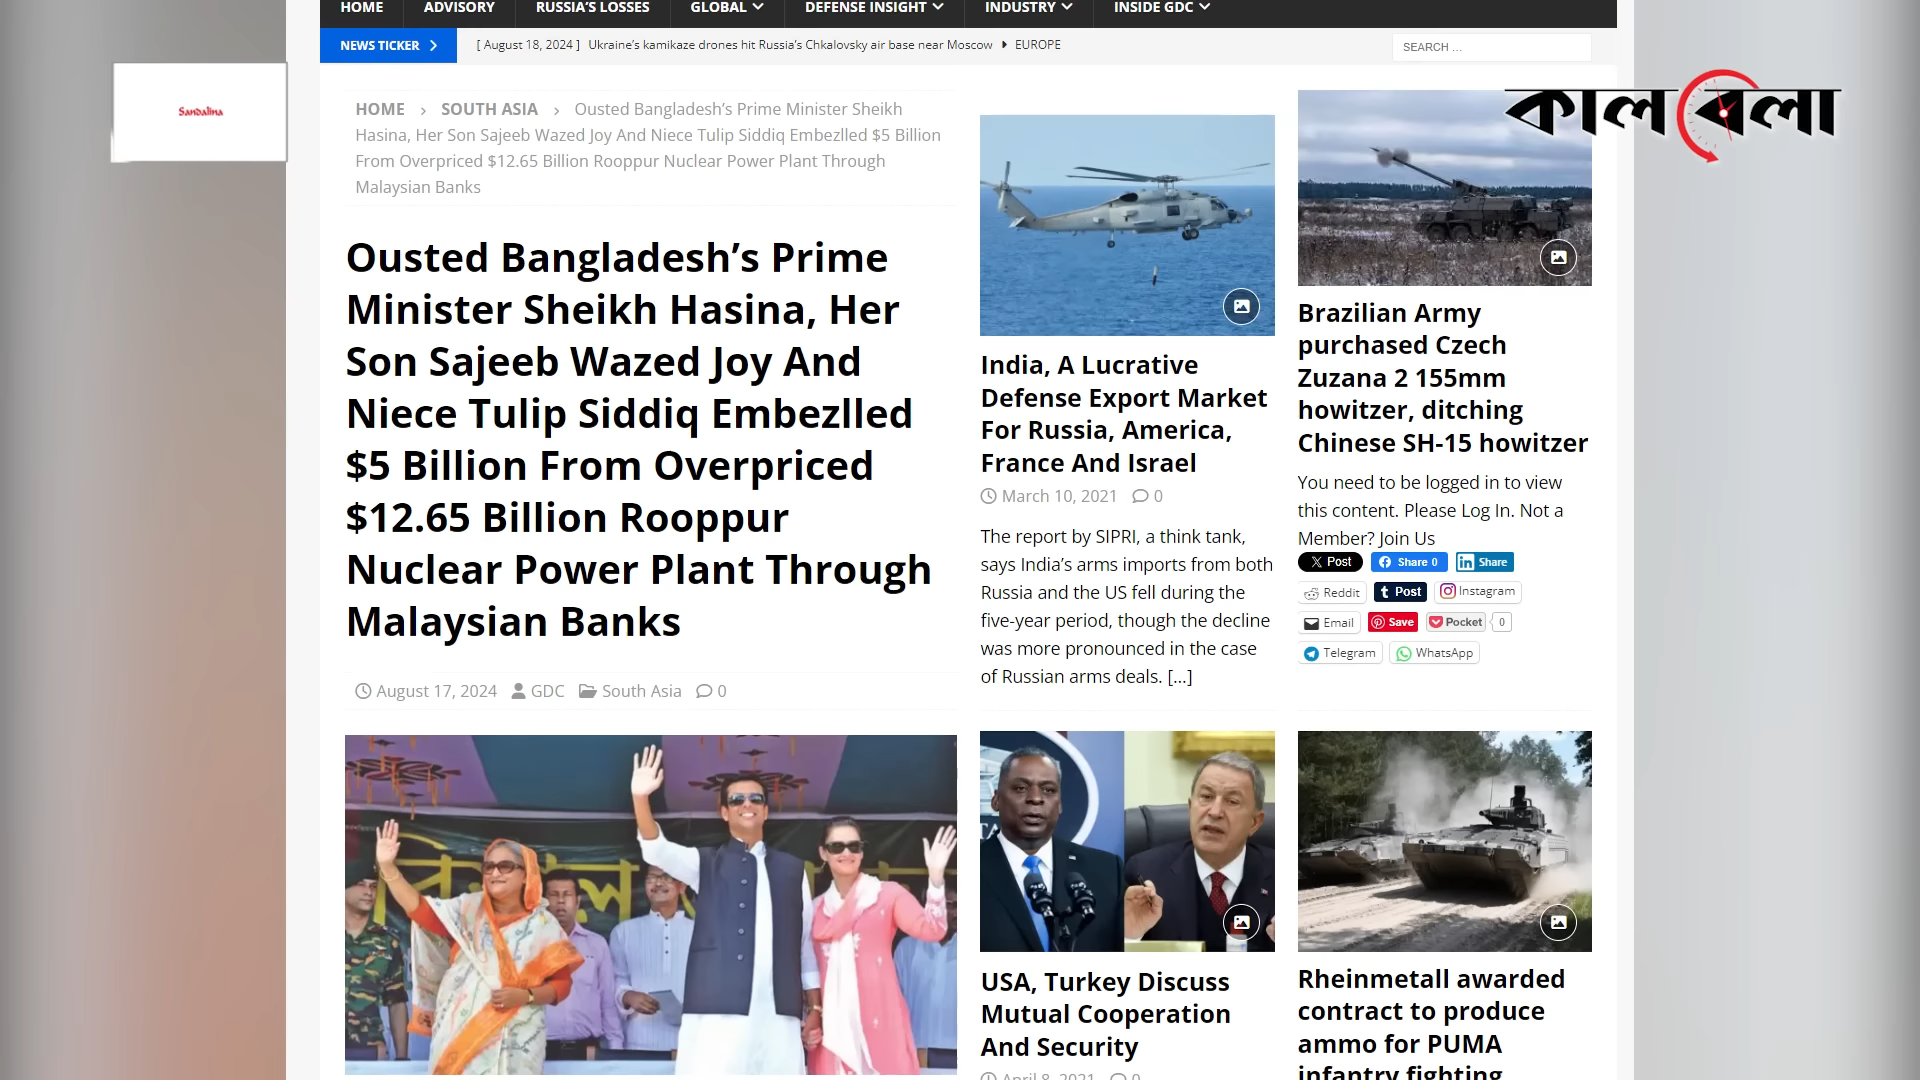 HOME
ADVISORY
RUSSIA’S LOSSES
GLOBAL
DEFENSE INSIGHT
INDUSTRY
INSIDE GDC
NEWS TICKER
[ August 18, 2024 ] Ukraine’s kamikaze drones hit Russia’s Chkalovsky air base near Moscow
EUROPE
SEARCH …
Sandalina
কালবেলা
HOME › SOUTH ASIA › Ousted Bangladesh’s Prime Minister Sheikh
Hasina, Her Son Sajeeb Wazed Joy And Niece Tulip Siddiq Embezlled $5 Billion
From Overpriced $12.65 Billion Rooppur Nuclear Power Plant Through
Malaysian Banks
Ousted Bangladesh’s Prime
Minister Sheikh Hasina, Her
Son Sajeeb Wazed Joy And
Niece Tulip Siddiq Embezlled
$5 Billion From Overpriced
$12.65 Billion Rooppur
Nuclear Power Plant Through
Malaysian Banks
August 17, 2024 GDC South Asia 0
India, A Lucrative
Defense Export Market
For Russia, America,
France And Israel
March 10, 2021 0
The report by SIPRI, a think tank,
says India’s arms imports from both
Russia and the US fell during the
five-year period, though the decline
was more pronounced in the case
of Russian arms deals. […]
USA, Turkey Discuss
Mutual Cooperation
And Security
April 8, 2021 0
Brazilian Army
purchased Czech
Zuzana 2 155mm
howitzer, ditching
Chinese SH-15 howitzer
You need to be logged in to view
this content. Please Log In. Not a
Member? Join Us
Post Share 0 Share
Reddit Post Instagram
Email Save Pocket 0
Telegram WhatsApp
Rheinmetall awarded
contract to produce
ammo for PUMA
infantry fighting